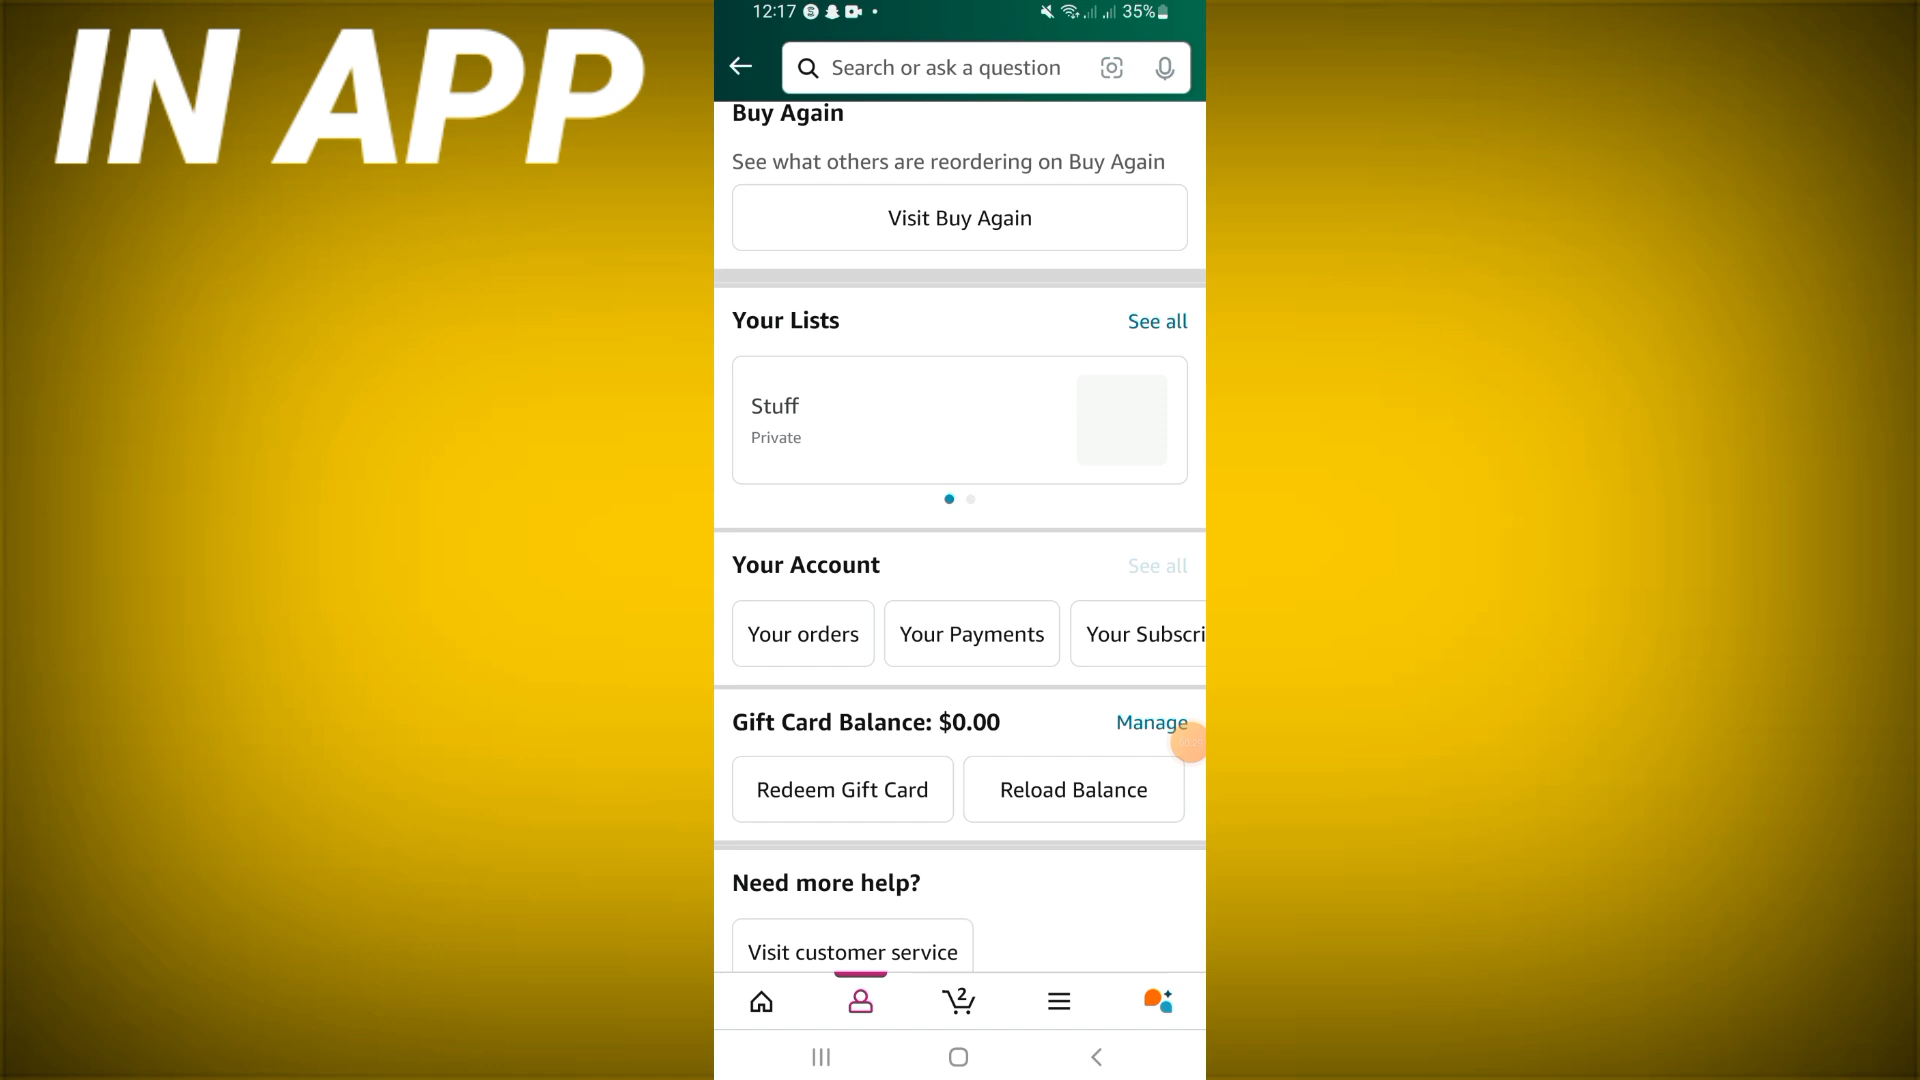 IN APP
12:17
35%
Search or ask a question
Buy Again
See what others are reordering on Buy Again
Visit Buy Again
Your Lists
See all
Stuff
Private
Your Account
See all
Your orders
Your Payments
Your Subscri
Gift Card Balance: $0.00
Manage
Redeem Gift Card
Reload Balance
Need more help?
Visit customer service
2